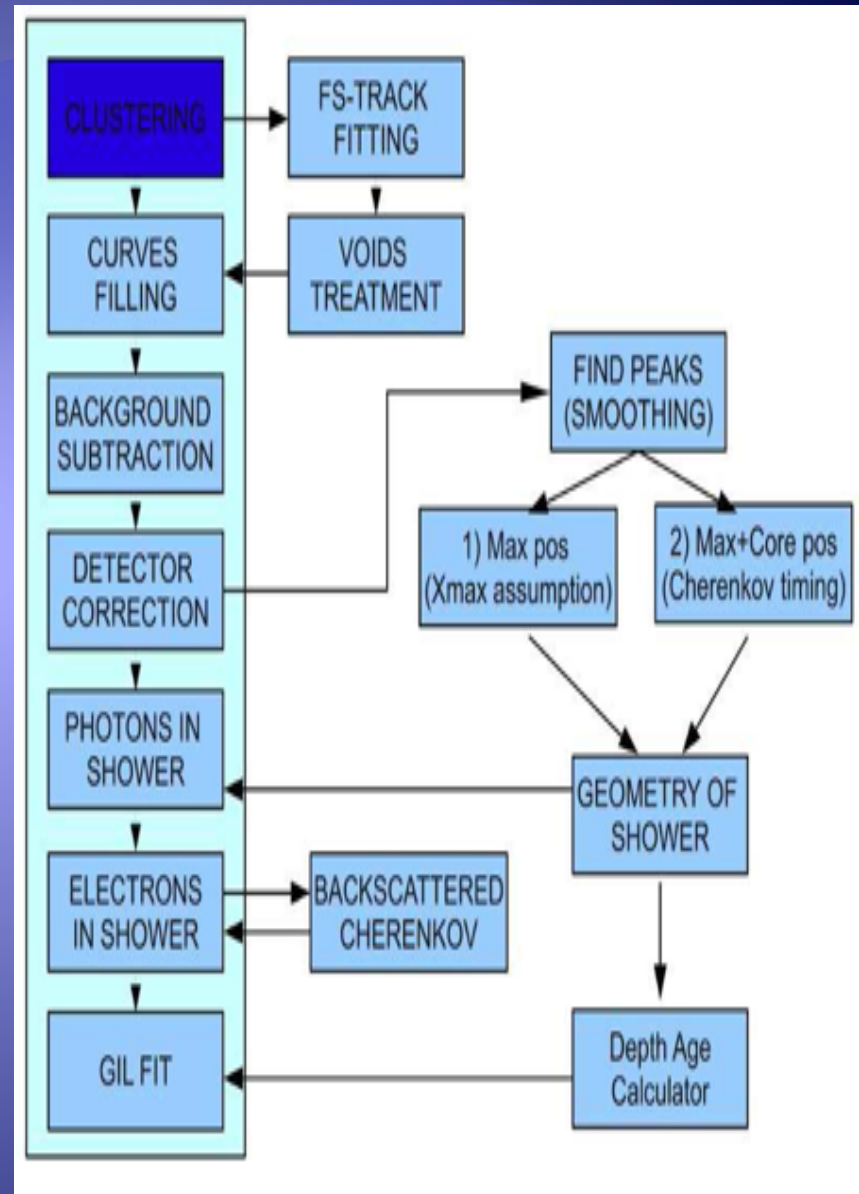 CLUSTERING
FS-TRACK
FITTING
CURVES
FILLING
VOIDS
TREATMENT
BACKGROUND
SUBTRACTION
FIND PEAKS
(SMOOTHING)
DETECTOR
CORRECTION
1) Max pos
(Xmax assumption)
2) Max+Core pos
(Cherenkov timing)
PHOTONS IN
SHOWER
GEOMETRY OF
SHOWER
ELECTRONS
IN SHOWER
BACKSCATTERED
CHERENKOV
GIL FIT
Depth Age
Calculator